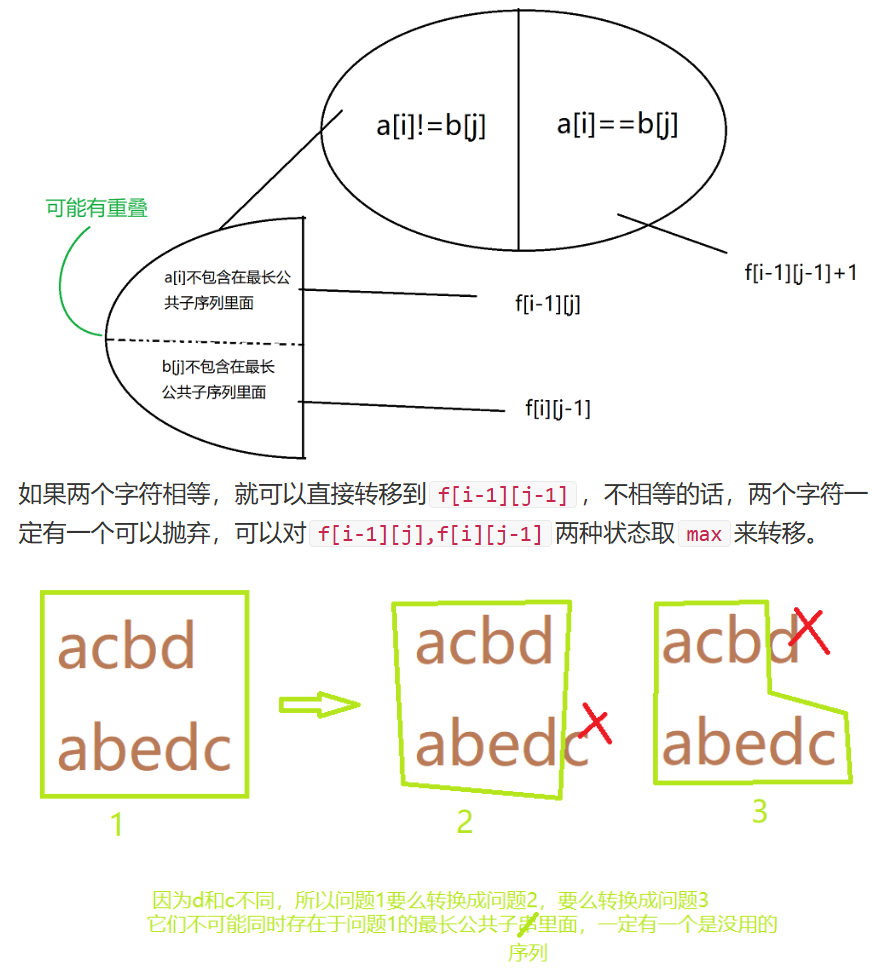 a[i]!=b[j]
a[i]==b[j]
可能有重叠
a[i]不包含在最长公
共子序列里面
f[i-1][j-1]+1
f[i-1][j]
b[j]不包含在最长
公共子序列里面
f[i][j-1]
如果两个字符相等，就可以直接转移到 f[i-1][j-1] ，不相等的话，两个字符一
定有一个可以抛弃，可以对 f[i-1][j],f[i][j-1] 两种状态取 max 来转移。
acbd
abedc
1
acbd
abedc
2
acbd
abedc
3
因为d和c不同，所以问题1要么转换成问题2，要么转换成问题3
它们不可能同时存在于问题1的最长公共子串里面，一定有一个是没用的
序列